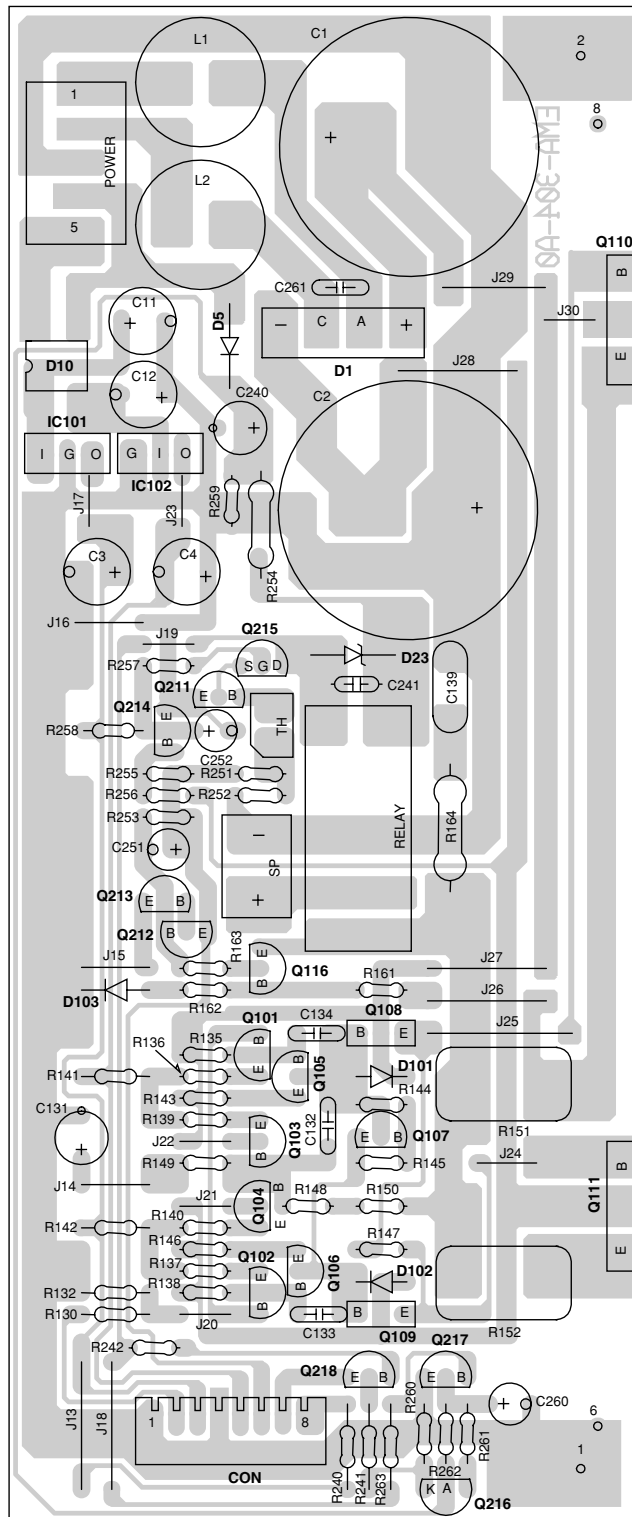 L1
C1
2
1
8
POWER
EMA-304-A0
L2
5
Q110
B
J29
C261
C11
D5
J30
- C A +
E
D10
D1
J28
C12
C2
C240
IC101
I G O
G I O
IC102
J17
J23
R259
R254
C3
C4
J16
J19
Q215
S G D
R257
D23
Q211
E B
C241
C139
Q214
E
B
R258
TH
C252
R255
R251
R256
R252
R253
RELAY
R164
C251
SP
-
+
Q213
E B
Q212
B E
R163
E
B
Q116
J15
J27
R161
D103
R162
J26
Q101
C134
Q108
B E
J25
R135
B
E
R136
Q105
D101
R141
B
E
R144
R143
C131
R139
C132
J22
Q103
E
B
E B
Q107
R151
R149
R145
J24
B
J14
Q111
J21
Q104
B
E
R148
R150
R142
R140
R146
R147
E
R137
Q102
Q106
E
B
D102
R132
R138
E
B
R130
J20
C133
B E
Q109
R152
R242
Q218
E B
Q217
E B
J13
J18
R260
C260
1 8
6
CON
R240
R241
R263
R262
R261
1
K A
Q216